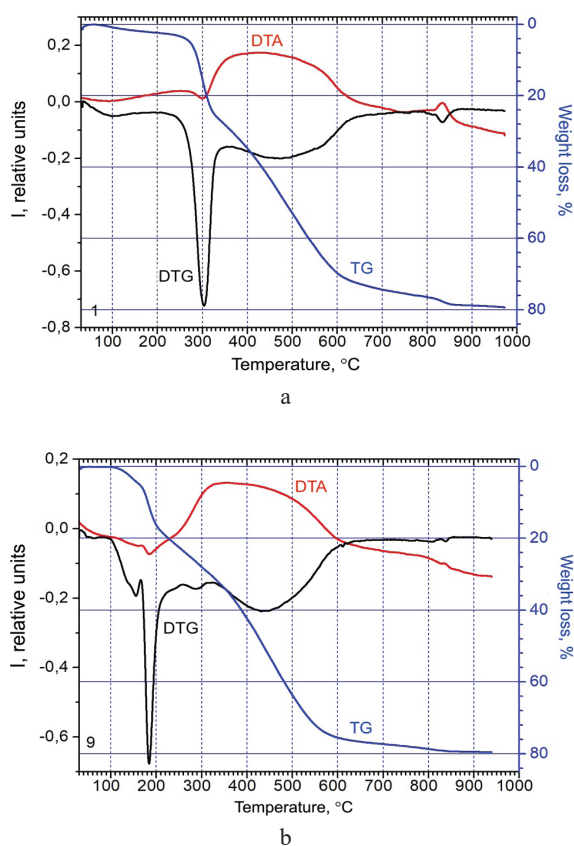 0,2
0,0
-0,2
-0,4
-0,6
-0,8
I, relative units
DTA
DTG
TG
1
0
20
40
60
80
Weight loss, %
100 200 300 400 500 600 700 800 900 1000
Temperature, °C
a
0,2
0,0
-0,2
-0,4
-0,6
I, relative units
DTA
DTG
TG
9
0
20
40
60
80
Weight loss, %
100 200 300 400 500 600 700 800 900 1000
Temperature, °C
b